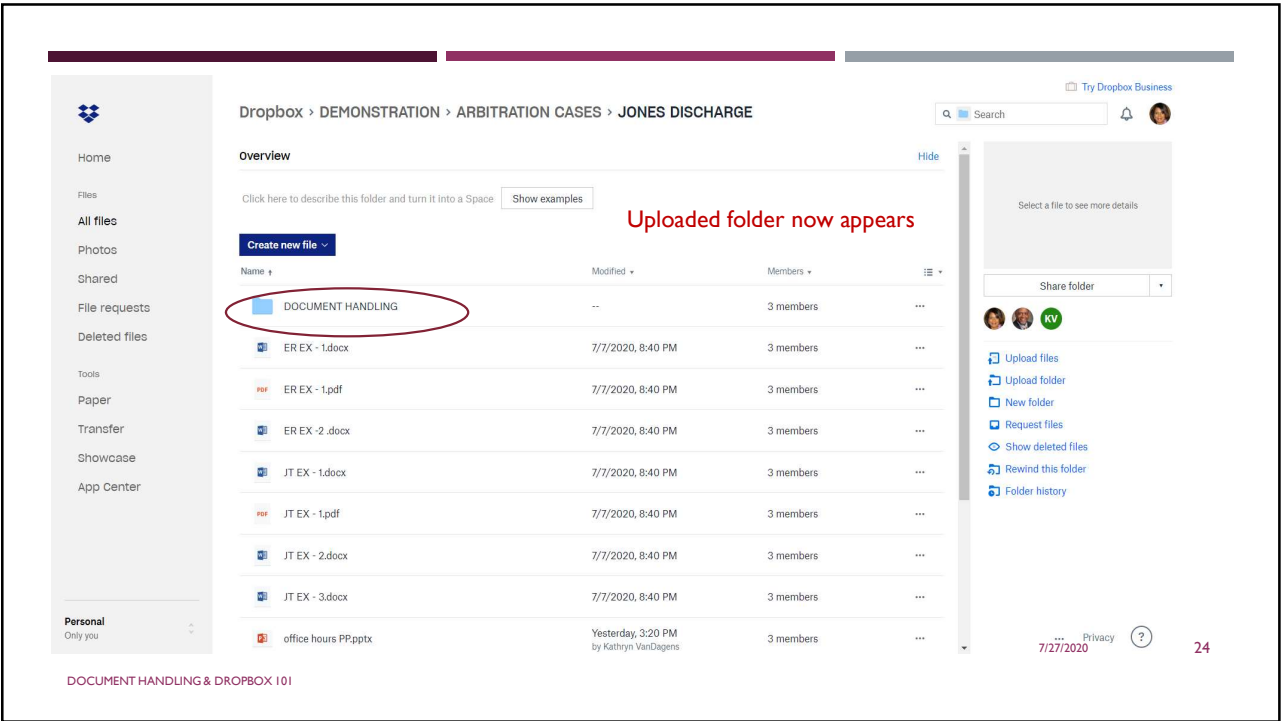 Try Dropbox Business
Dropbox > DEMONSTRATION > ARBITRATION CASES > JONES DISCHARGE
Search
Home
Files
All files
Photos
Shared
File requests
Deleted files
Tools
Paper
Transfer
Showcase
App Center
Personal
Only you
Overview
Hide
Click here to describe this folder and turn it into a Space
Show examples
Uploaded folder now appears
Create new file
Name Modified Members
DOCUMENT HANDLING -- 3 members ...
W ER EX - 1.docx 7/7/2020, 8:40 PM 3 members ...
PDF ER EX - 1.pdf 7/7/2020, 8:40 PM 3 members ...
W ER EX -2 .docx 7/7/2020, 8:40 PM 3 members ...
W JT EX - 1.docx 7/7/2020, 8:40 PM 3 members ...
PDF JT EX - 1.pdf 7/7/2020, 8:40 PM 3 members ...
W JT EX - 2.docx 7/7/2020, 8:40 PM 3 members ...
W JT EX - 3.docx 7/7/2020, 8:40 PM 3 members ...
P office hours PP.pptx Yesterday, 3:20 PM 3 members ...
by Kathryn VanDagens
Select a file to see more details
Share folder
KV
Upload files
Upload folder
New folder
Request files
Show deleted files
Rewind this folder
Folder history
... Privacy ?
7/27/2020
24
DOCUMENT HANDLING & DROPBOX 101